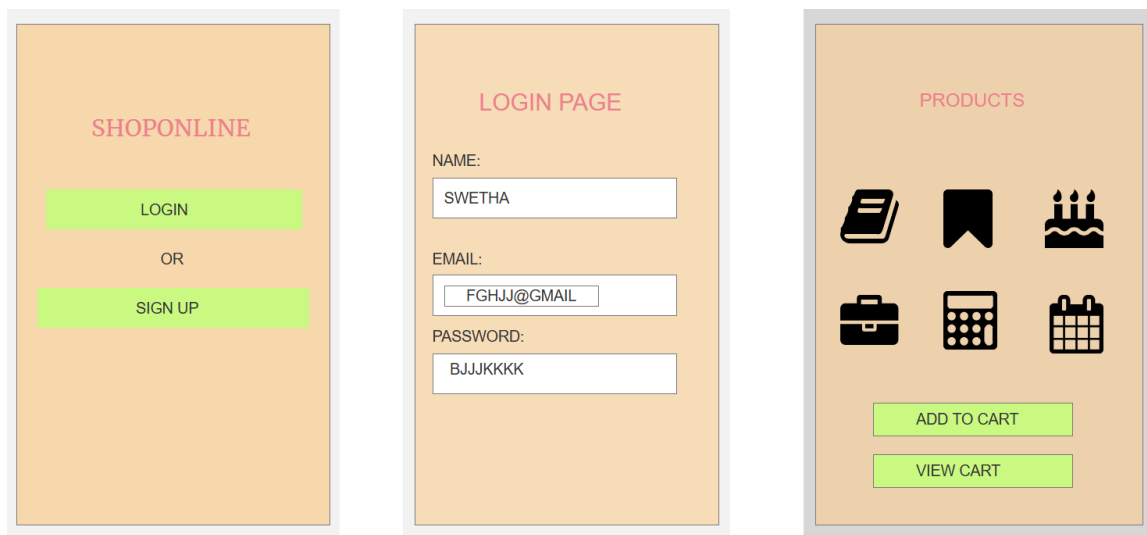 SHOPONLINE
LOGIN
OR
SIGN UP
LOGIN PAGE
NAME:
SWETHA
EMAIL:
FGHJJ@GMAIL
PASSWORD:
BJJJKKKK
PRODUCTS
ADD TO CART
VIEW CART